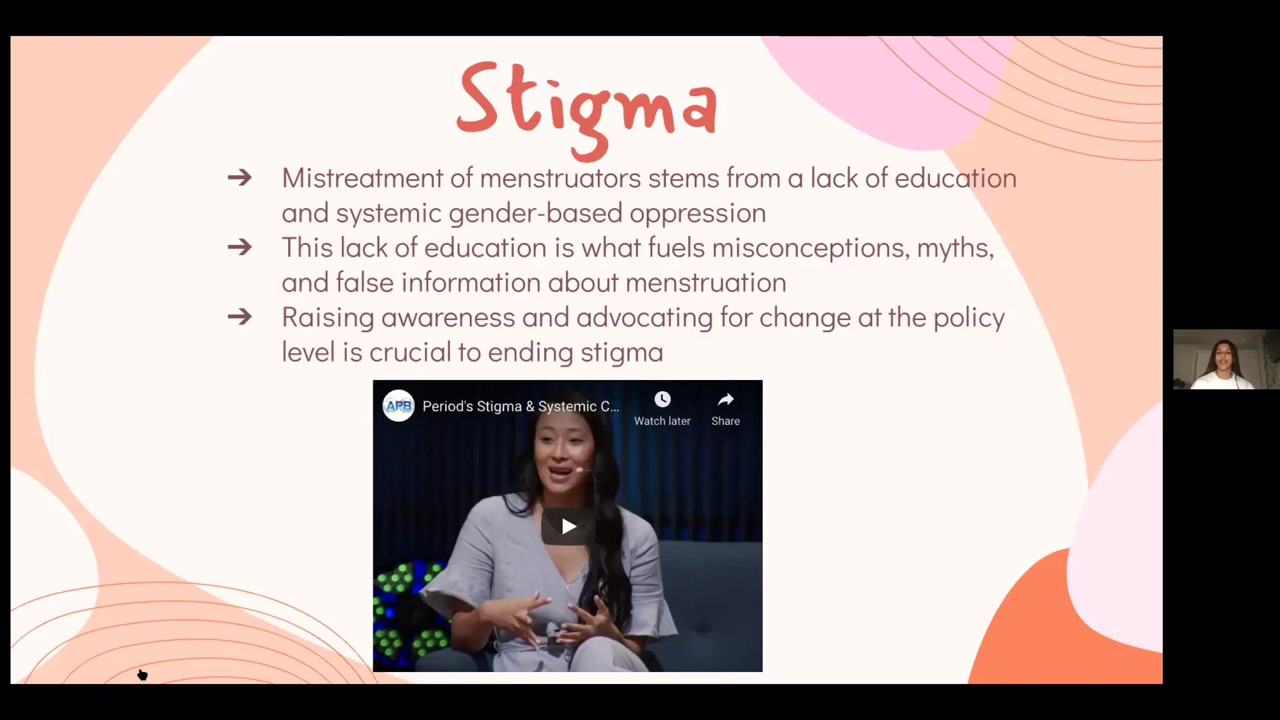 Stigma
➔ Mistreatment of menstruators stems from a lack of education
and systemic gender-based oppression
➔ This lack of education is what fuels misconceptions, myths,
and false information about menstruation
➔ Raising awareness and advocating for change at the policy
level is crucial to ending stigma
APB
Period's Stigma & Systemic C...
Watch later
Share